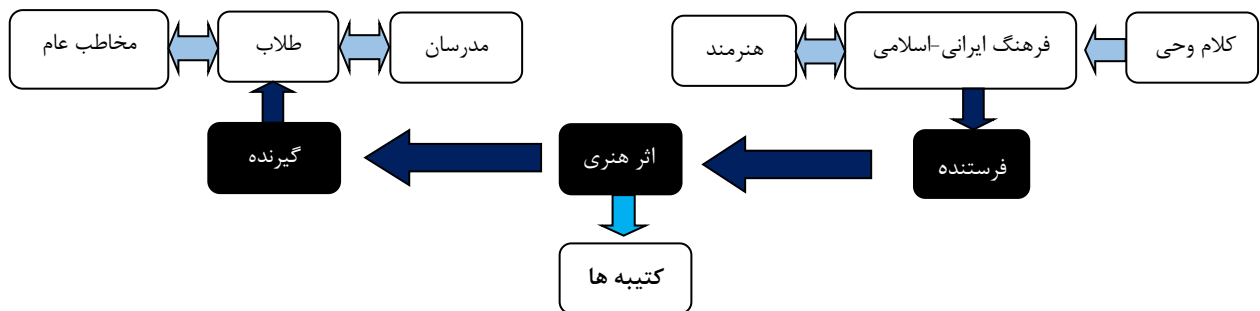 کلام وحی
فرهنگ ایرانی-اسلامی
هنرمند
مدرسان
طلاب
مخاطب عام
فرستنده
اثر هنری
گیرنده
کتیبه ها